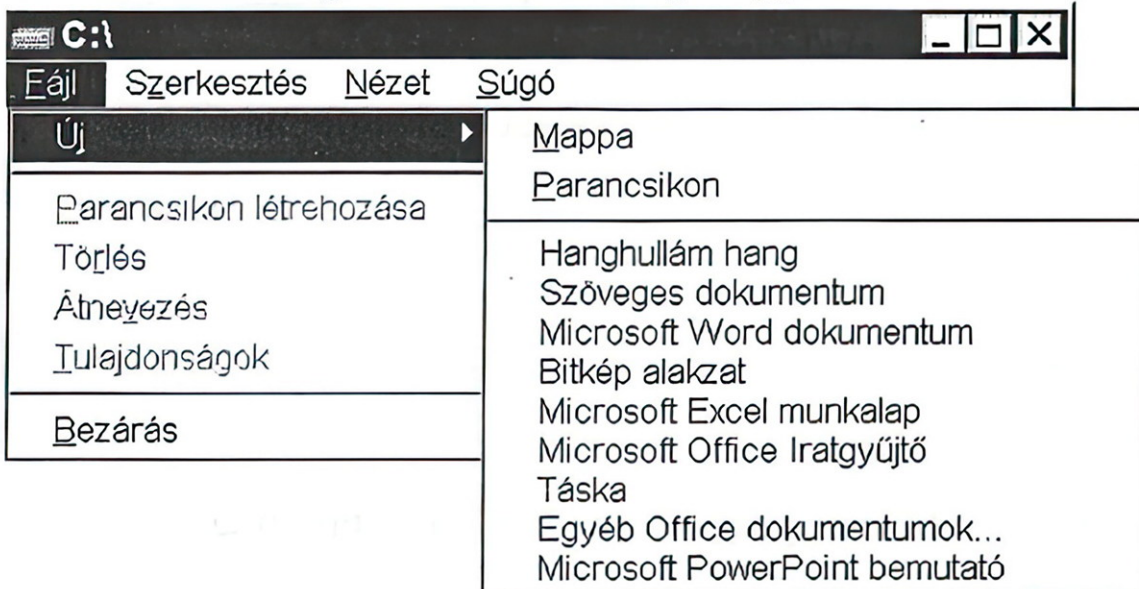 C:\
Fájl Szerkesztés Nézet Súgó
Új
Parancsikon létrehozása
Törlés
Átnevezés
Tulajdonságok
Bezárás
Mappa
Parancsikon
Hanghullám hang
Szöveges dokumentum
Microsoft Word dokumentum
Bitkép alakzat
Microsoft Excel munkalap
Microsoft Office Iratgyűjtő
Táska
Egyéb Office dokumentumok...
Microsoft PowerPoint bemutató